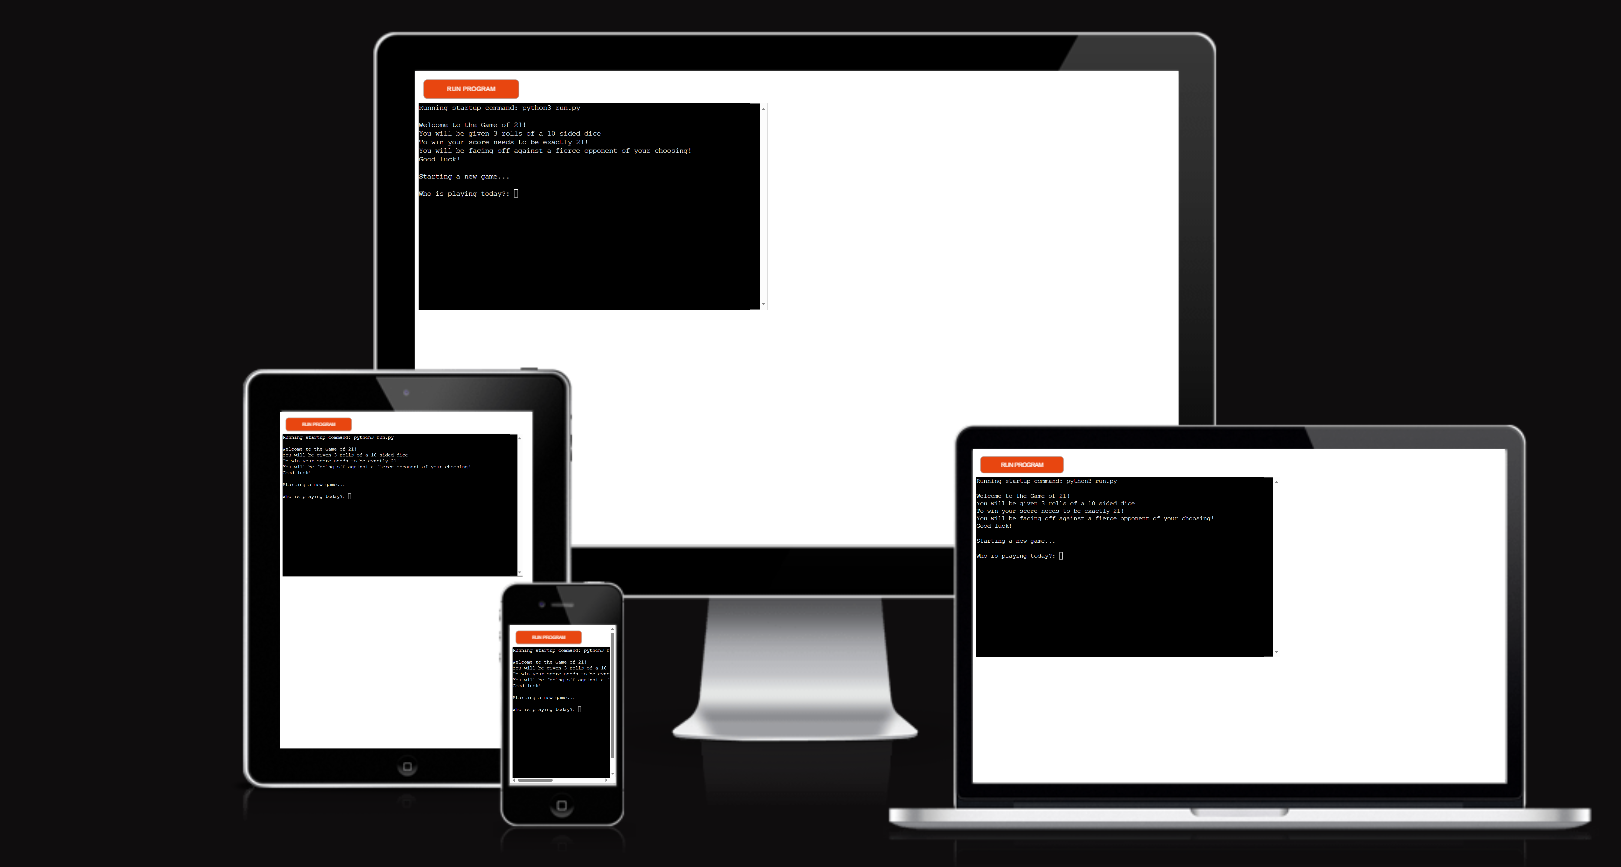 RUN PROGRAM
Running startup command: python3 run.py
Welcome to the Game of 21!
You will be given 3 rolls of a 10 sided dice
To win your score needs to be exactly 21!
You will be facing off against a fierce opponent of your choosing!
Good luck!
Starting a new game...
Who is playing today?:
RUN PROGRAM
Running startup command: python3 run.py
Welcome to the Game of 21!
You will be given 3 rolls of a 10 sided dice
To win your score needs to be exactly 21!
You will be facing off against a fierce opponent of your choosing!
Good luck!
Starting a new game...
Who is playing today?:
RUN PROGRAM
Running startup command: python3 run.py
Welcome to the Game of 21!
You will be given 3 rolls of a 10 sided dice
To win your score needs to be exactly 21!
You will be facing off against a fierce opponent of your choosing!
Good luck!
Starting a new game...
Who is playing today?:
RUN PROGRAM
Running startup command: python3 r
Welcome to the Game of 21!
You will be given 3 rolls of a 10
To win your score needs to be exac
You will be facing off against a
Good luck!
Starting a new game...
Who is playing today?: